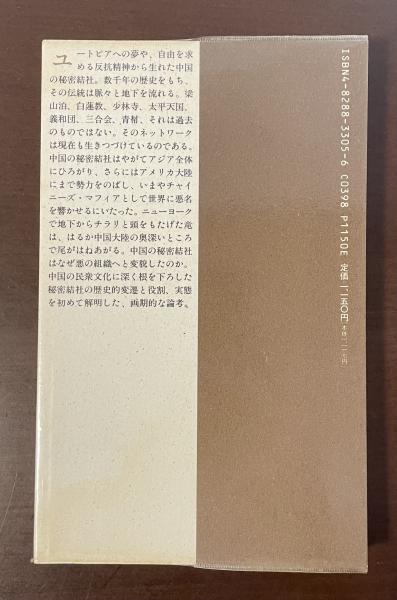 ユートピアへの夢や、自由を求
める反抗精神から生れた中国
の秘密結社。数千年の歴史をもち、
その伝統は脈々と地下を流れる。梁
山泊、白蓮教、少林寺、太平天国、
義和団、三合会、青幇、それは過去
のものではない。そのネットワーク
は現在も生きつづけているのである。
中国の秘密結社はやがてアジア全体
にひろがり、さらにはアメリカ大陸
にまで勢力をのばし、いまやチャイ
ニーズ・マフィアとして世界に悪名
を響かせるにいたった。ニューヨーク
で地下からチラリと頭をもたげた竜
は、はるか中国大陸の奥深いところ
で尾がはねあがる。中国の秘密結社
はなぜ悪の組織へと変貌したのか。
中国の民衆文化に深く根を下ろした
秘密結社の歴史的変遷と役割、実態
を初めて解明した、画期的な論考。
ISBN4-8288-3305-6 C0398 P1150E 定価一一五〇円